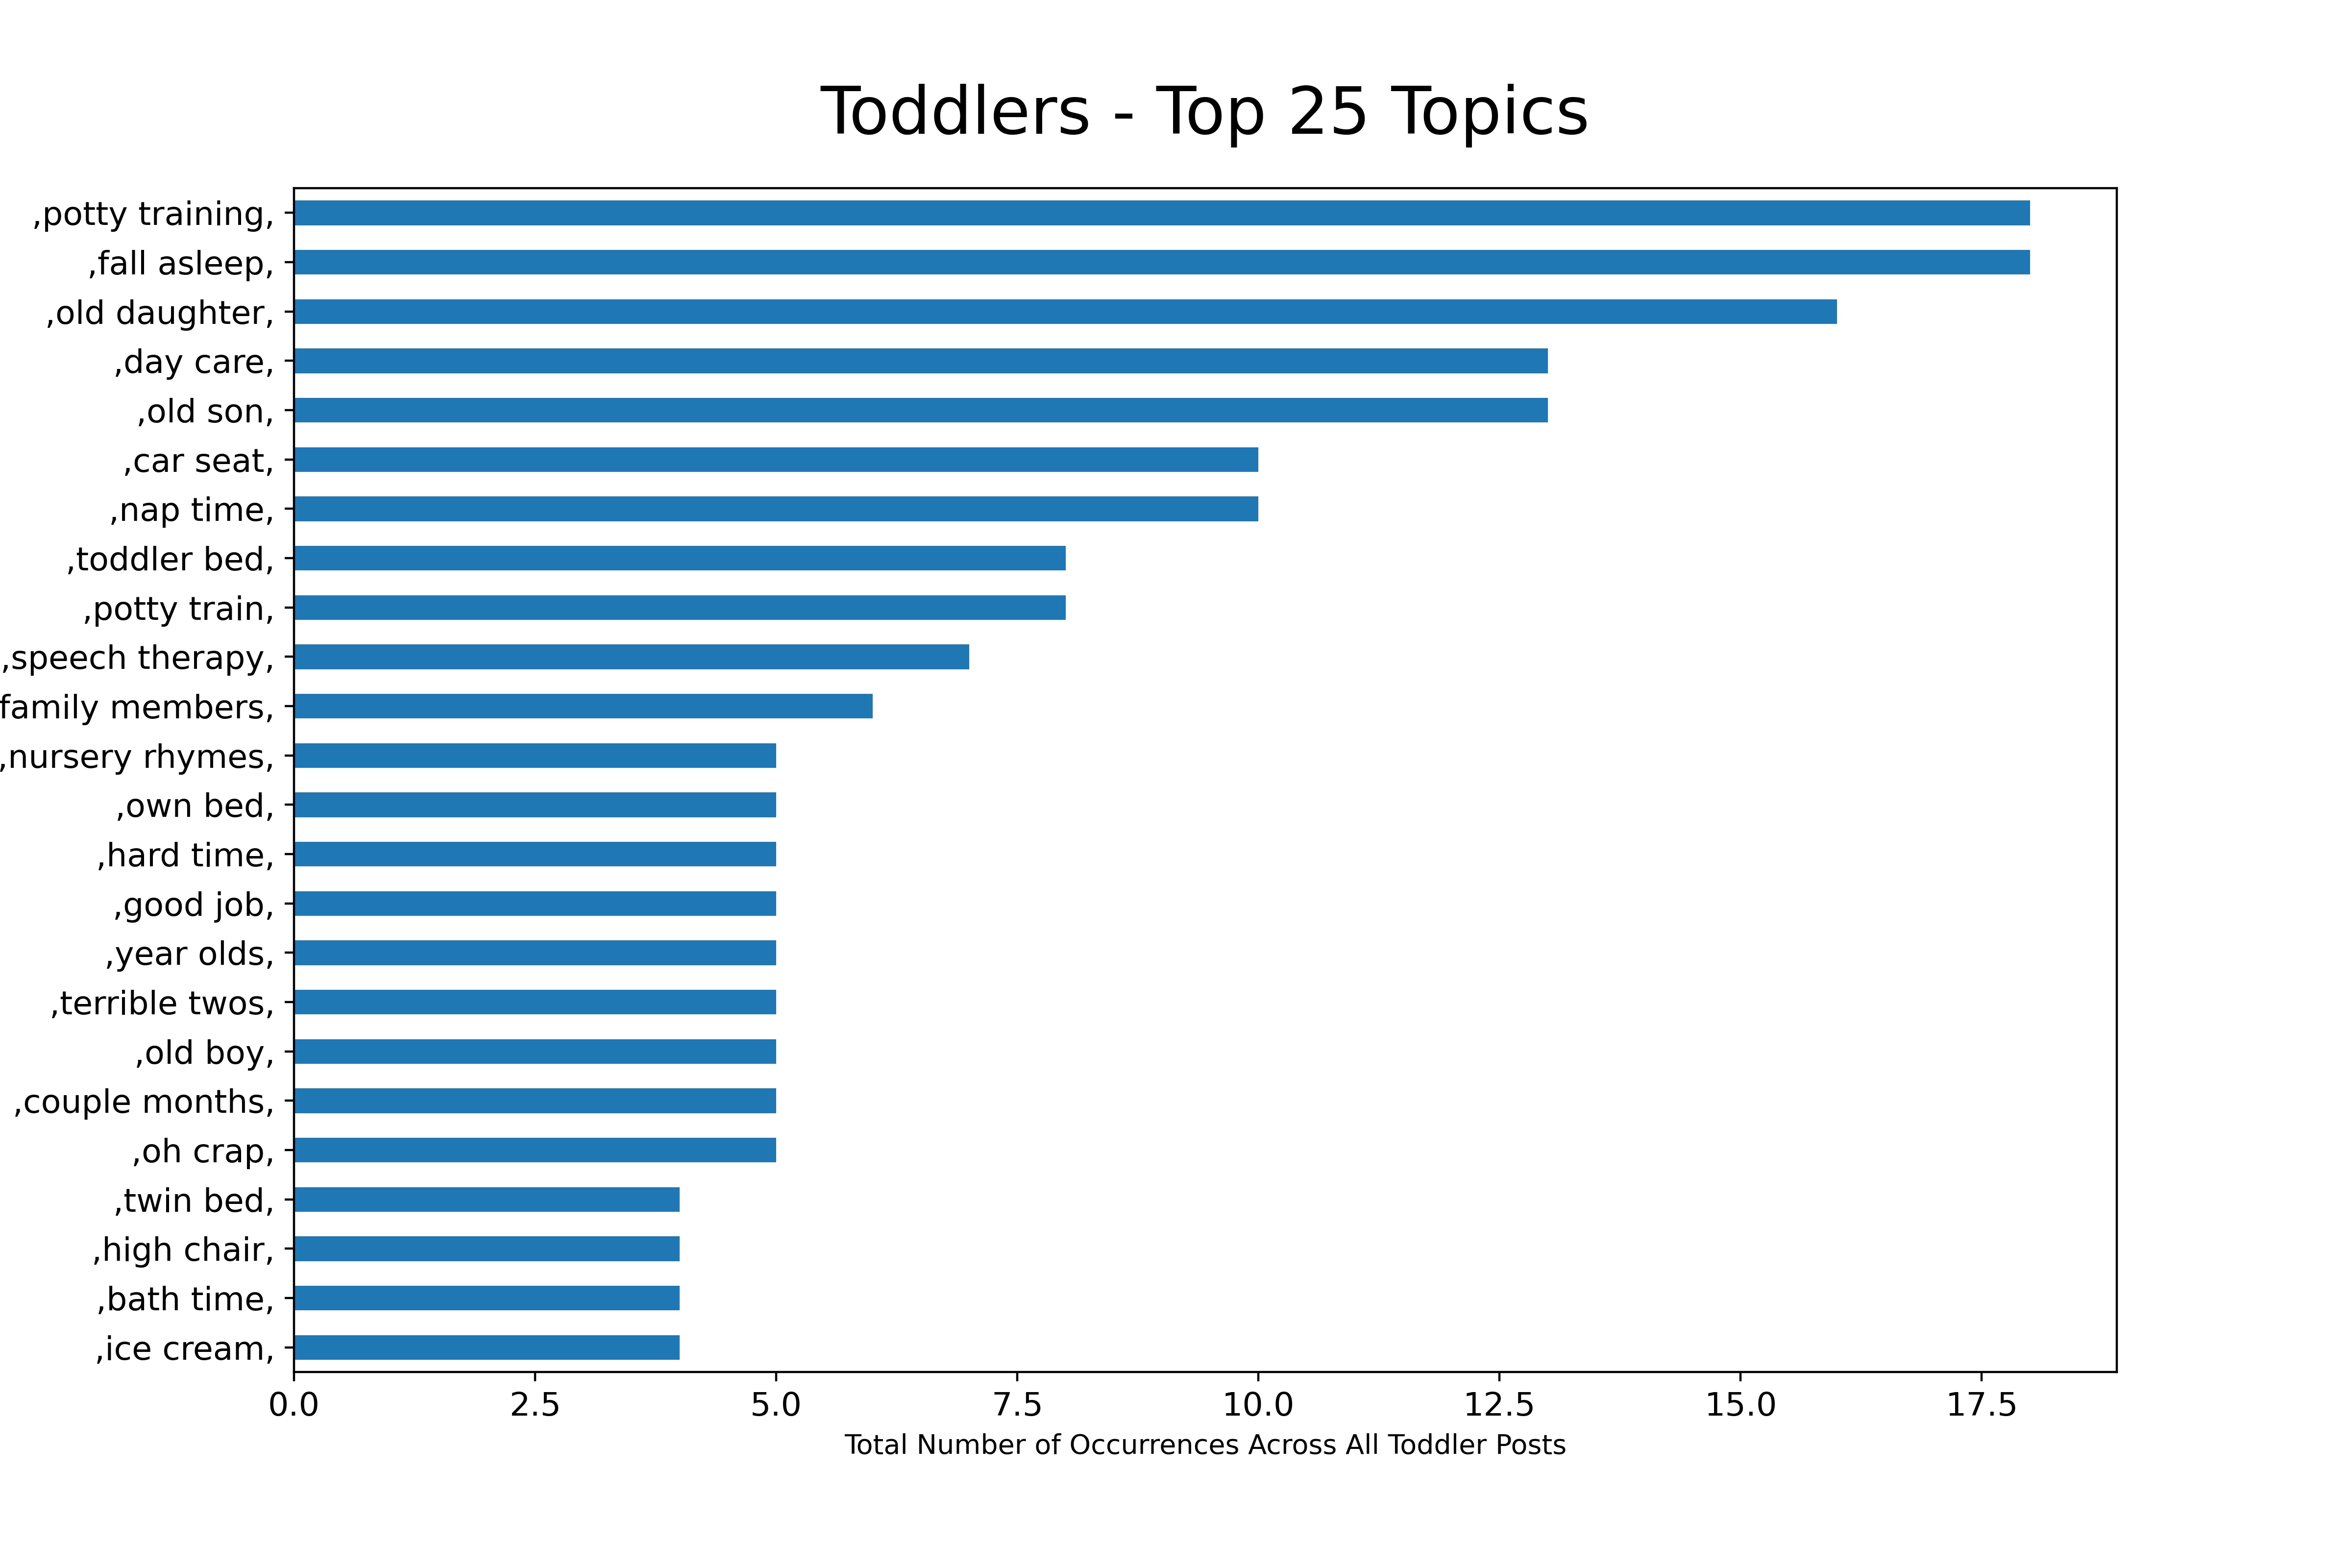 Toddlers - Top 25 Topics
,potty training,
,fall asleep,
,old daughter,
,day care,
,old son,
,car seat,
,nap time,
,toddler bed,
,potty train,
,speech therapy,
family members,
,nursery rhymes,
,own bed,
,hard time,
,good job,
,year olds,
,terrible twos,
,old boy,
,couple months,
,oh crap,
,twin bed,
,high chair,
,bath time,
,ice cream,
0.0 2.5 5.0 7.5 10.0 12.5 15.0 17.5
Total Number of Occurrences Across All Toddler Posts